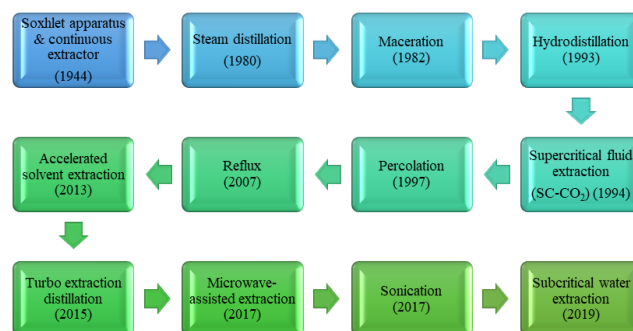 Soxhlet apparatus
& continuous
extractor
(1944)
Steam distillation
(1980)
Maceration
(1982)
Hydrodistillation
(1993)
Supercritical fluid
extraction
(SC-CO₂) (1994)
Percolation
(1997)
Reflux
(2007)
Accelerated
solvent extraction
(2013)
Turbo extraction
distillation
(2015)
Microwave-
assisted extraction
(2017)
Sonication
(2017)
Subcritical water
extraction
(2019)